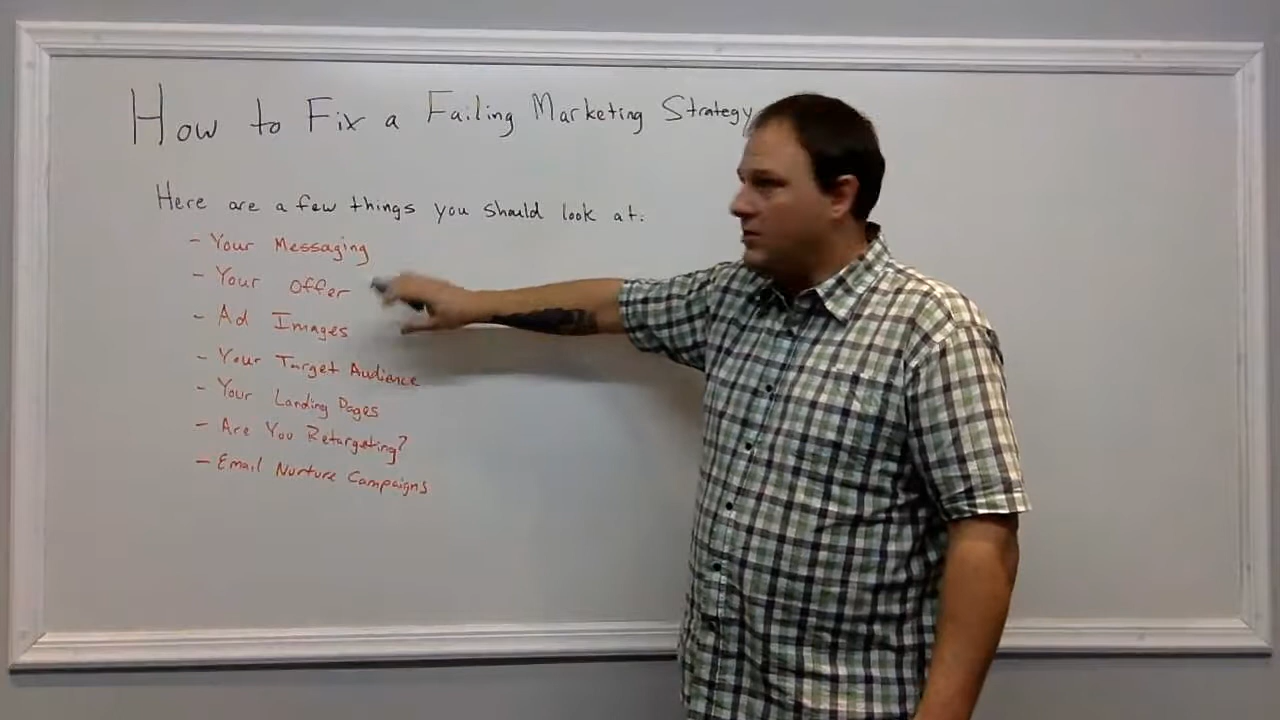 How to Fix a Failing Marketing Strategy
Here are a few things you should look at:
- Your Messaging
- Your Offer
- Ad Images
- Your Target Audience
- Your Landing Pages
- Are You Retargeting?
- Email Nurture Campaigns